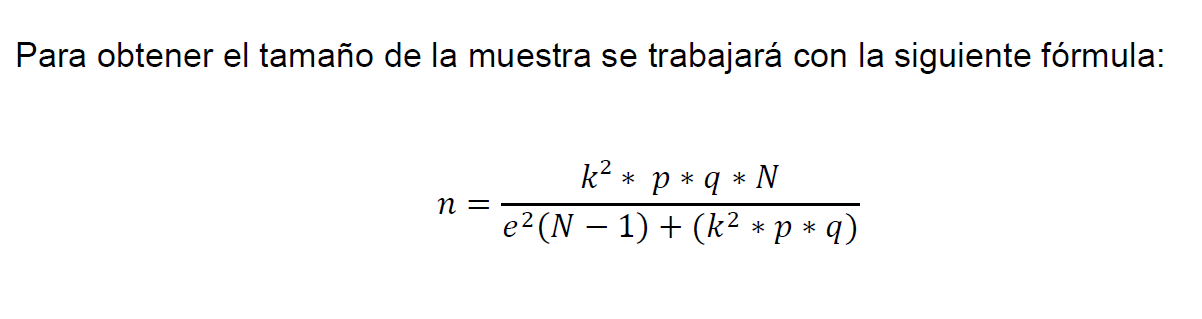 Para obtener el tamaño de la muestra se trabajará con la siguiente fórmula:
n = k² * p * q * N / e²(N − 1) + (k² * p * q)